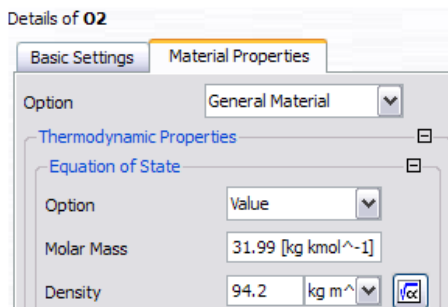 Details of O2
Basic Settings Material Properties
Option General Material
Thermodynamic Properties
Equation of State
Option Value
Molar Mass 31.99 [kg kmol^-1]
Density 94.2 kg m^